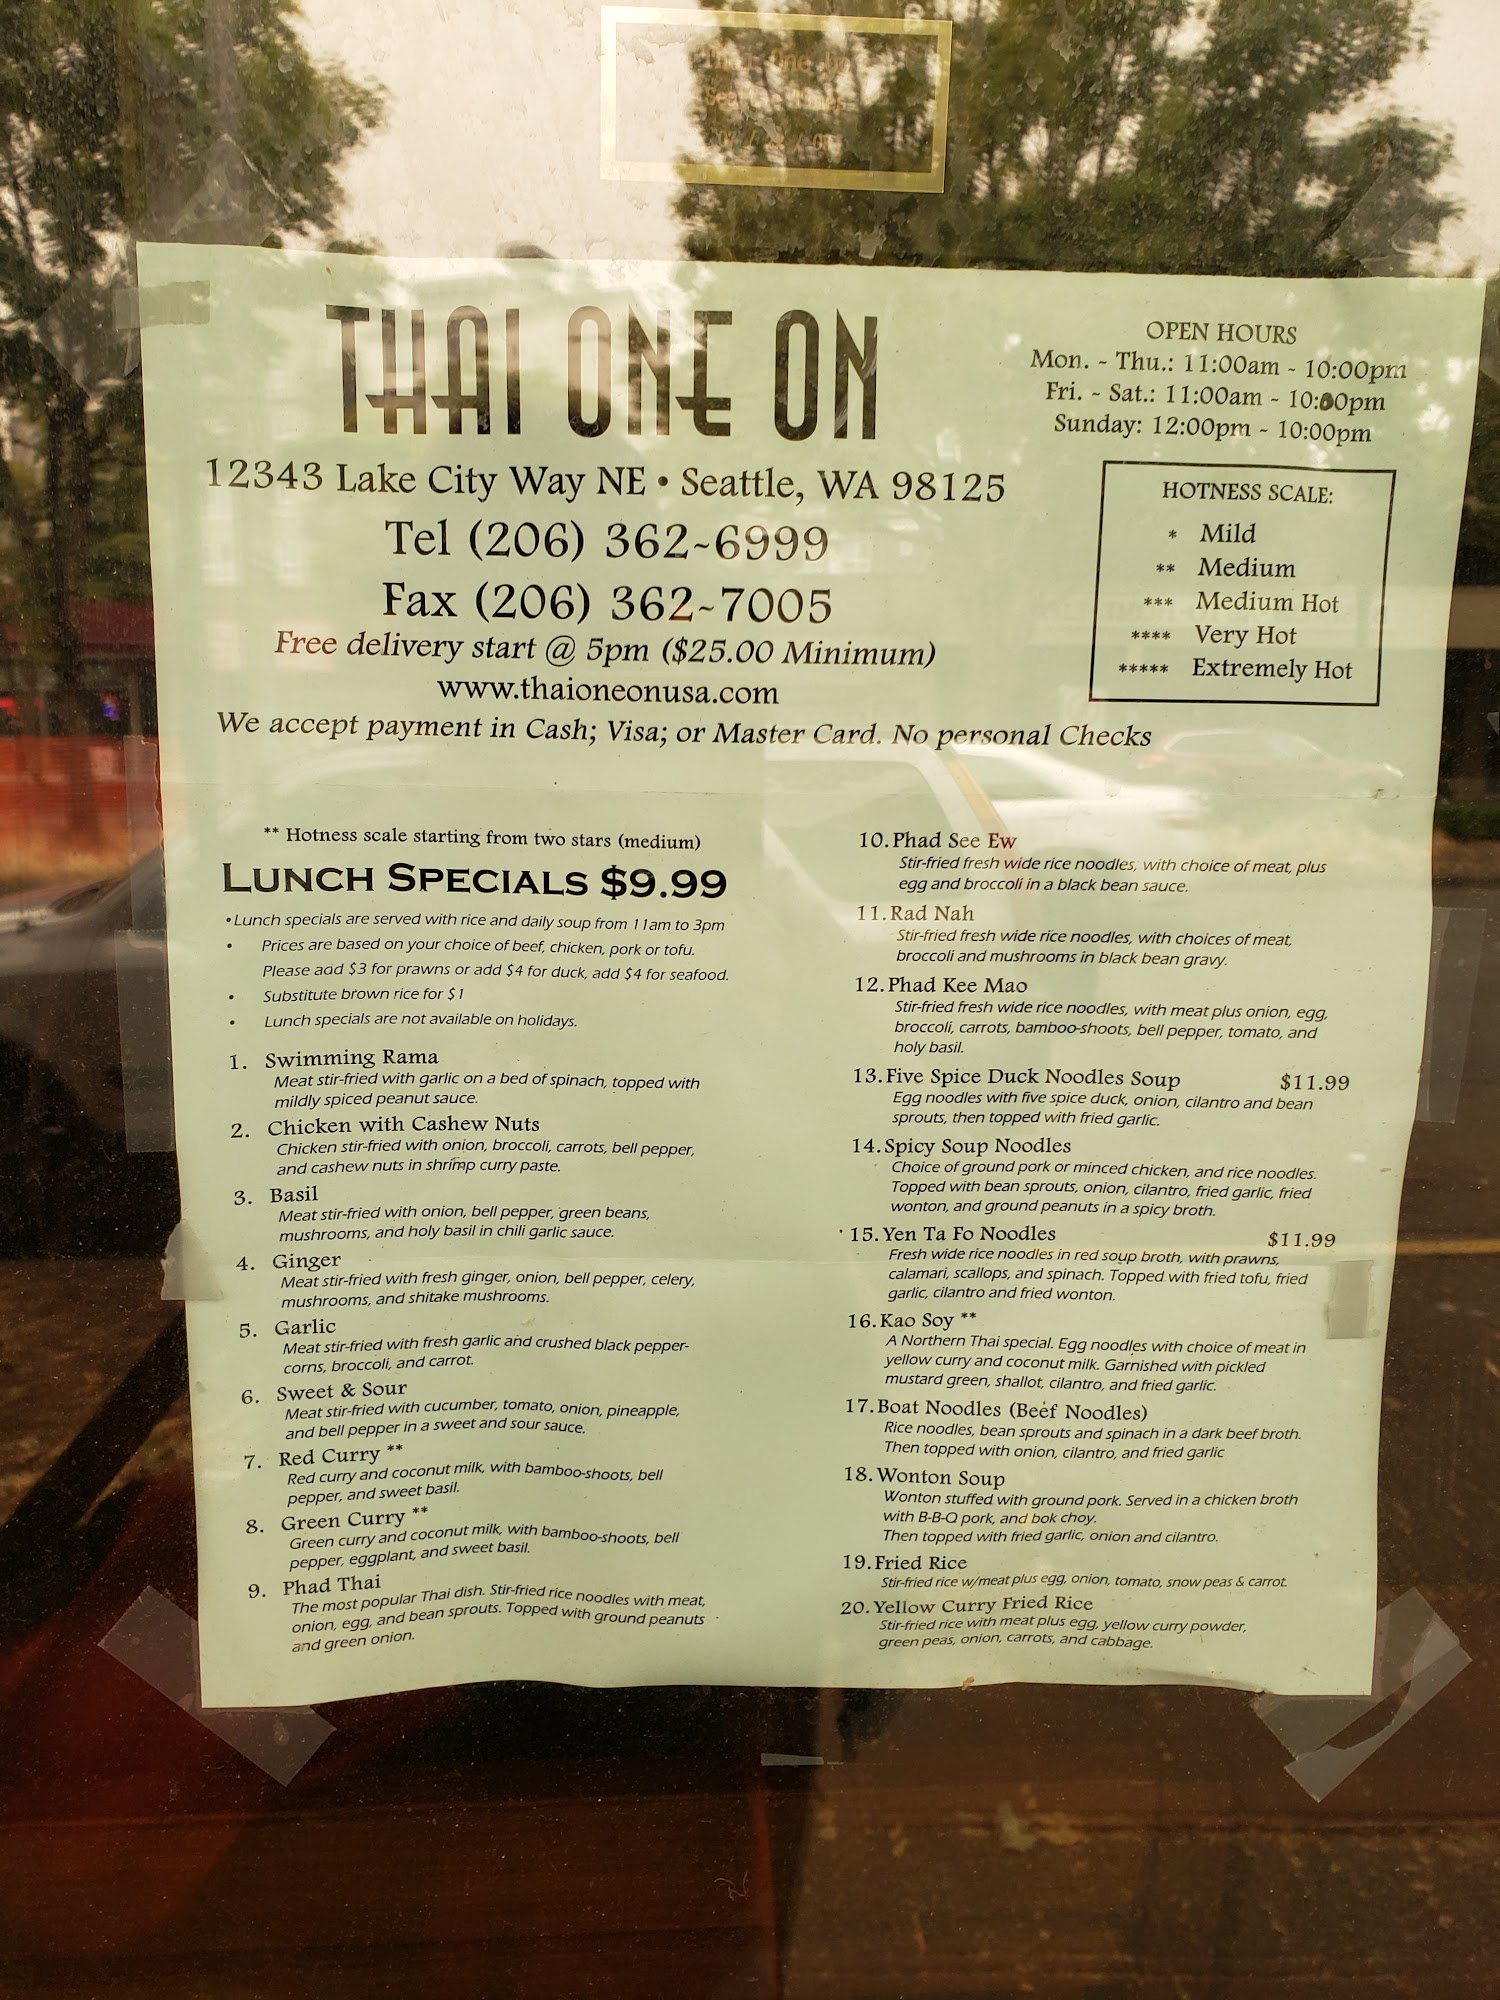 THAI ONE ON
12343 Lake City Way NE • Seattle, WA 98125
Tel (206) 362-6999
Fax (206) 362-7005
Free delivery start @ 5pm ($25.00 Minimum)
www.thaioneonusa.com
We accept payment in Cash; Visa; or Master Card. No personal Checks
OPEN HOURS
Mon. - Thu.: 11:00am - 10:00pm
Fri. - Sat.: 11:00am - 10:00pm
Sunday: 12:00pm - 10:00pm
HOTNESS SCALE:
* Mild
** Medium
*** Medium Hot
**** Very Hot
***** Extremely Hot
** Hotness scale starting from two stars (medium)
LUNCH SPECIALS $9.99
•Lunch specials are served with rice and daily soup from 11am to 3pm
• Prices are based on your choice of beef, chicken, pork or tofu.
Please add $3 for prawns or add $4 for duck, add $4 for seafood.
• Substitute brown rice for $1
• Lunch specials are not available on holidays.
1. Swimming Rama
Meat stir-fried with garlic on a bed of spinach, topped with
mildly spiced peanut sauce.
2. Chicken with Cashew Nuts
Chicken stir-fried with onion, broccoli, carrots, bell pepper,
and cashew nuts in shrimp curry paste.
3. Basil
Meat stir-fried with onion, bell pepper, green beans,
mushrooms, and holy basil in chili garlic sauce.
4. Ginger
Meat stir-fried with fresh ginger, onion, bell pepper, celery,
mushrooms, and shitake mushrooms.
5. Garlic
Meat stir-fried with fresh garlic and crushed black pepper-
corns, broccoli, and carrot.
6. Sweet & Sour
Meat stir-fried with cucumber, tomato, onion, pineapple,
and bell pepper in a sweet and sour sauce.
7. Red Curry **
Red curry and coconut milk, with bamboo-shoots, bell
pepper, and sweet basil.
8. Green Curry **
Green curry and coconut milk, with bamboo-shoots, bell
pepper, eggplant, and sweet basil.
9. Phad Thai
The most popular Thai dish. Stir-fried rice noodles with meat,
onion, egg, and bean sprouts. Topped with ground peanuts
and green onion.
10. Phad See Ew
Stir-fried fresh wide rice noodles, with choice of meat, plus
egg and broccoli in a black bean sauce.
11. Rad Nah
Stir-fried fresh wide rice noodles, with choices of meat,
broccoli and mushrooms in black bean gravy.
12. Phad Kee Mao
Stir-fried fresh wide rice noodles, with meat plus onion, egg,
broccoli, carrots, bamboo-shoots, bell pepper, tomato, and
holy basil.
13. Five Spice Duck Noodles Soup $11.99
Egg noodles with five spice duck, onion, cilantro and bean
sprouts, then topped with fried garlic.
14. Spicy Soup Noodles
Choice of ground pork or minced chicken, and rice noodles.
Topped with bean sprouts, onion, cilantro, fried garlic, fried
wonton, and ground peanuts in a spicy broth.
15. Yen Ta Fo Noodles $11.99
Fresh wide rice noodles in red soup broth, with prawns,
calamari, scallops, and spinach. Topped with fried tofu, fried
garlic, cilantro and fried wonton.
16. Kao Soy **
A Northern Thai special. Egg noodles with choice of meat in
yellow curry and coconut milk. Garnished with pickled
mustard green, shallot, cilantro, and fried garlic.
17. Boat Noodles (Beef Noodles)
Rice noodles, bean sprouts and spinach in a dark beef broth.
Then topped with onion, cilantro, and fried garlic
18. Wonton Soup
Wonton stuffed with ground pork. Served in a chicken broth
with B-B-Q pork, and bok choy.
Then topped with fried garlic, onion and cilantro.
19. Fried Rice
Stir-fried rice w/meat plus egg, onion, tomato, snow peas & carrot.
20. Yellow Curry Fried Rice
Stir-fried rice with meat plus egg, yellow curry powder,
green peas, onion, carrots, and cabbage.